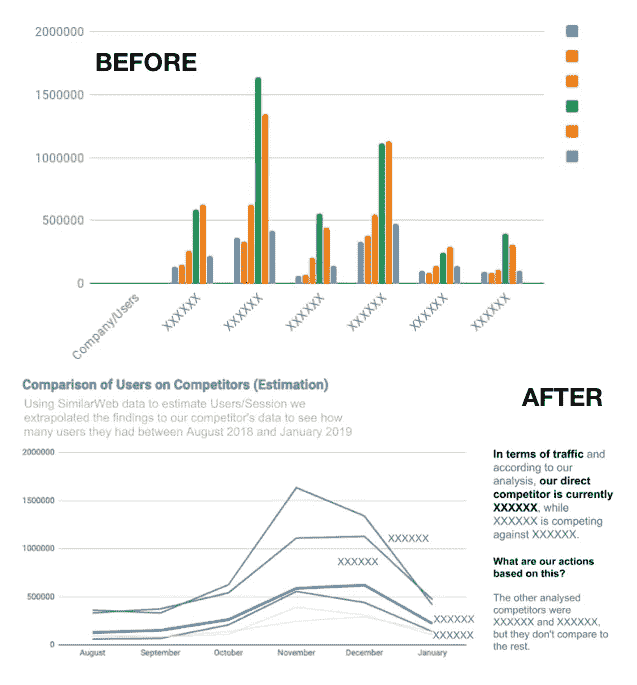 2000000
BEFORE
1500000
1000000
500000
0
Company/Users
XXXXXX
XXXXXX
XXXXXX
XXXXXX
XXXXXX
XXXXXX
Comparison of Users on Competitors (Estimation)
Using SimilarWeb data to estimate Users/Session we
extrapolated the findings to our competitor's data to see how
many users they had between August 2018 and January 2019
AFTER
2000000
1500000
1000000
500000
0
XXXXXX
XXXXXX
XXXXXX
XXXXXX
August September October November December January
In terms of traffic and
according to our
analysis, our direct
competitor is currently
XXXXXX, while
XXXXXX is competing
against XXXXXX.
What are our actions
based on this?
The other analysed
competitors were
XXXXXX and XXXXXX,
but they don't compare to
the rest.